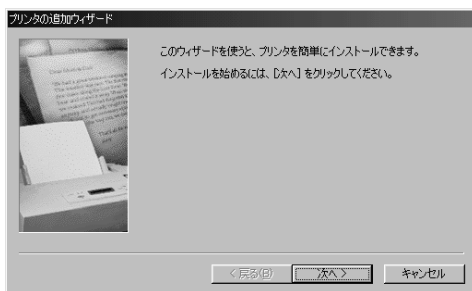 プリンタの追加ウィザード
このウィザードを使うと、プリンタを簡単にインストールできます。
インストールを始めるには、[次へ] をクリックしてください。
< 戻る(B)
次へ >
キャンセル